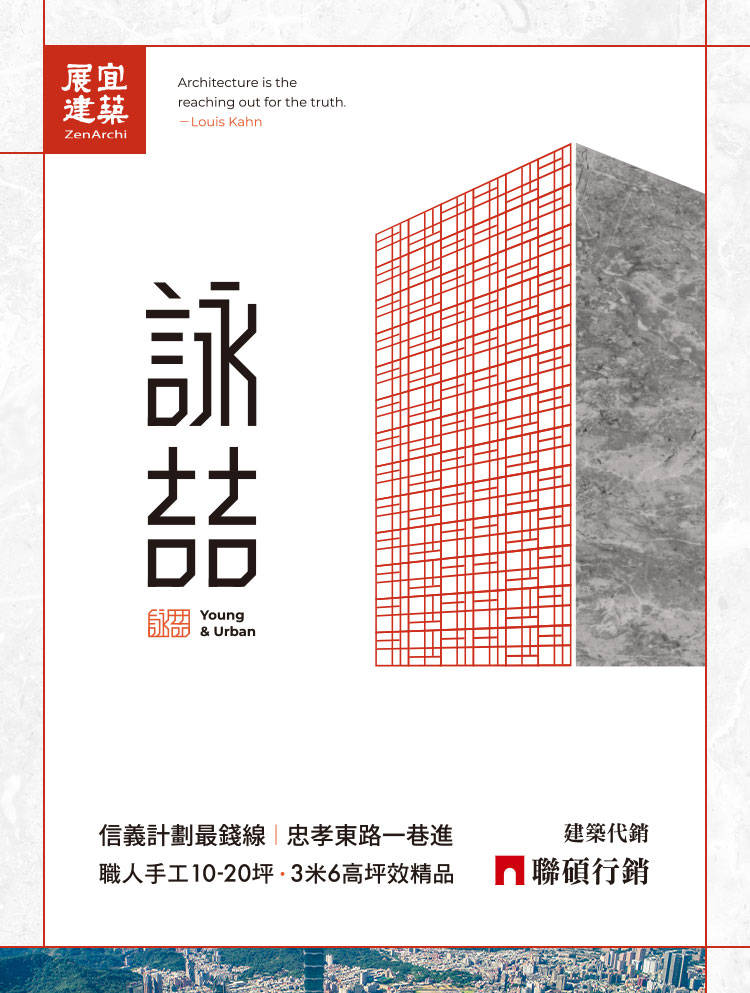 展宜
建築
ZenArchi
Architecture is the
reaching out for the truth.
—Louis Kahn
詠喆
詠喆
Young
& Urban
信義計劃最錢線｜忠孝東路一巷進
職人手工10-20坪·3米6高坪效精品
建築代銷
聯碩行銷